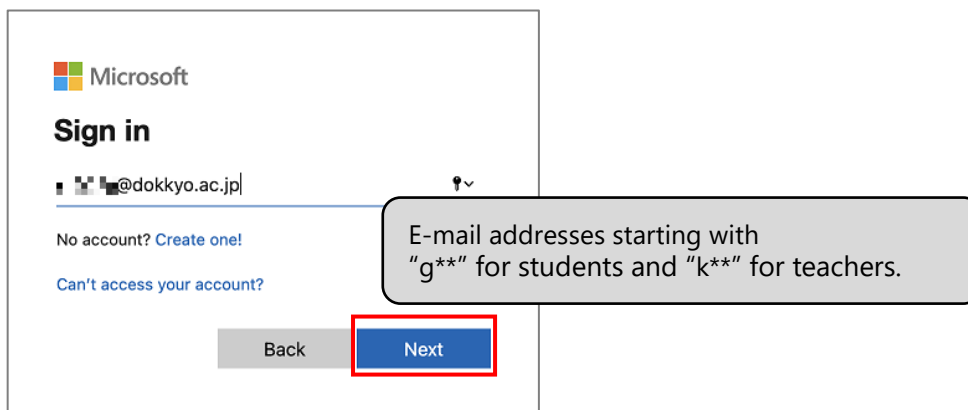 Microsoft
Sign in
@dokkyo.ac.jp
No account? Create one!
E-mail addresses starting with
“g**” for students and “k**” for teachers.
Can’t access your account?
Back Next